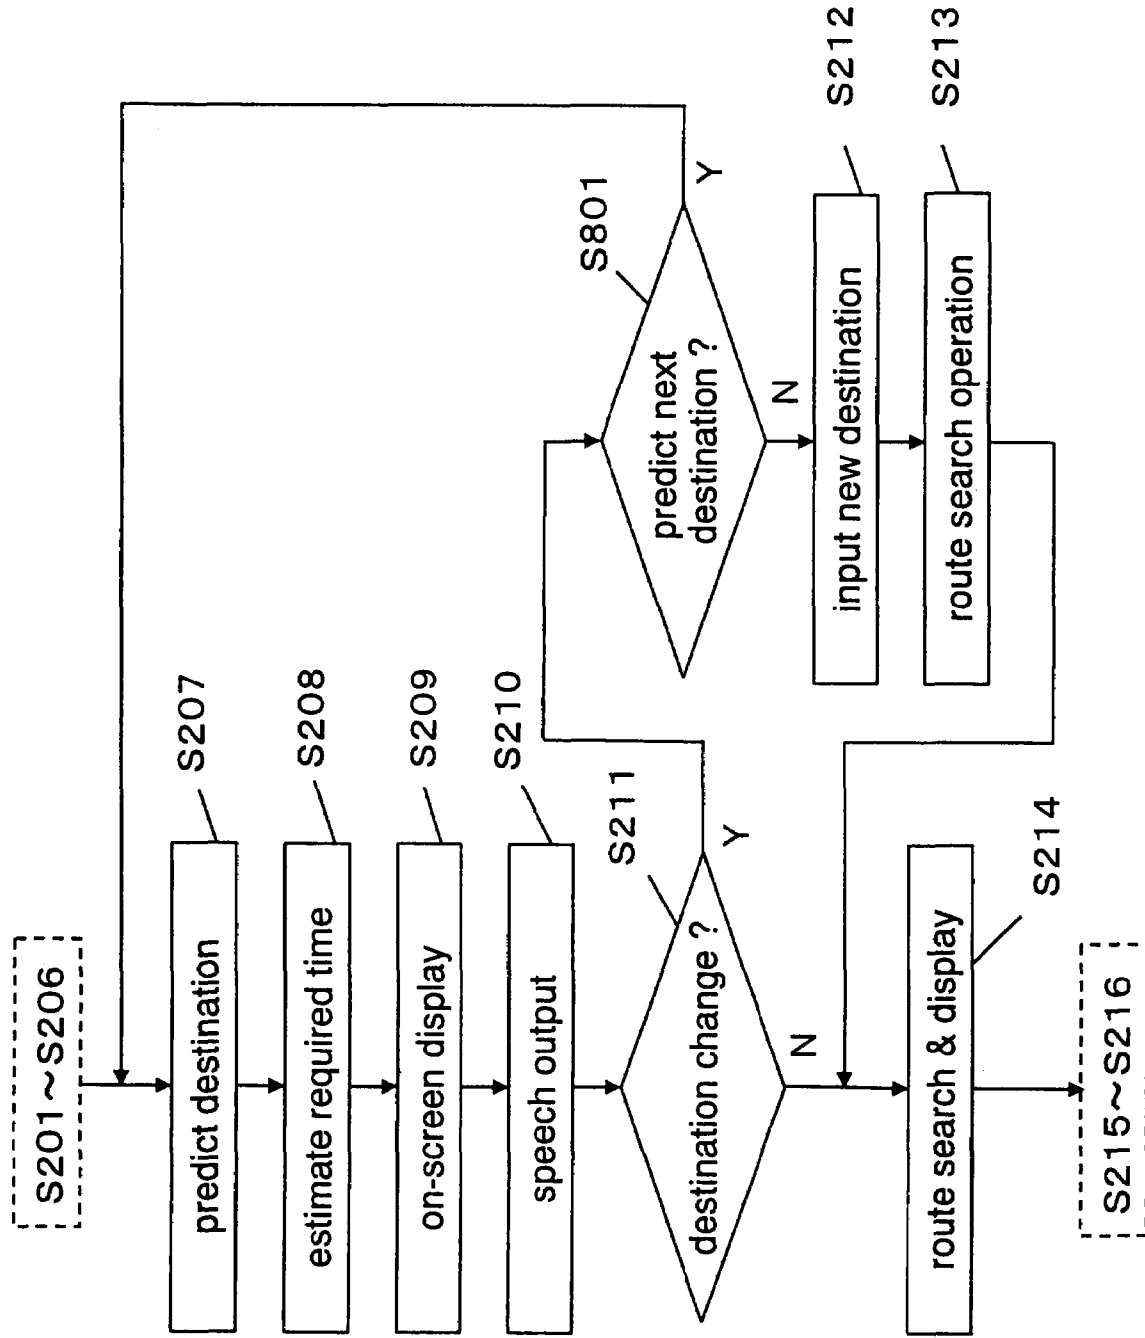 S201~S206
predict destination
S207
estimate required time
S208
on-screen display
S209
speech output
S210
destination change ?
S211
Y
N
predict next
destination ?
S801
Y
N
input new destination
S212
route search operation
S213
route search & display
S214
S215~S216